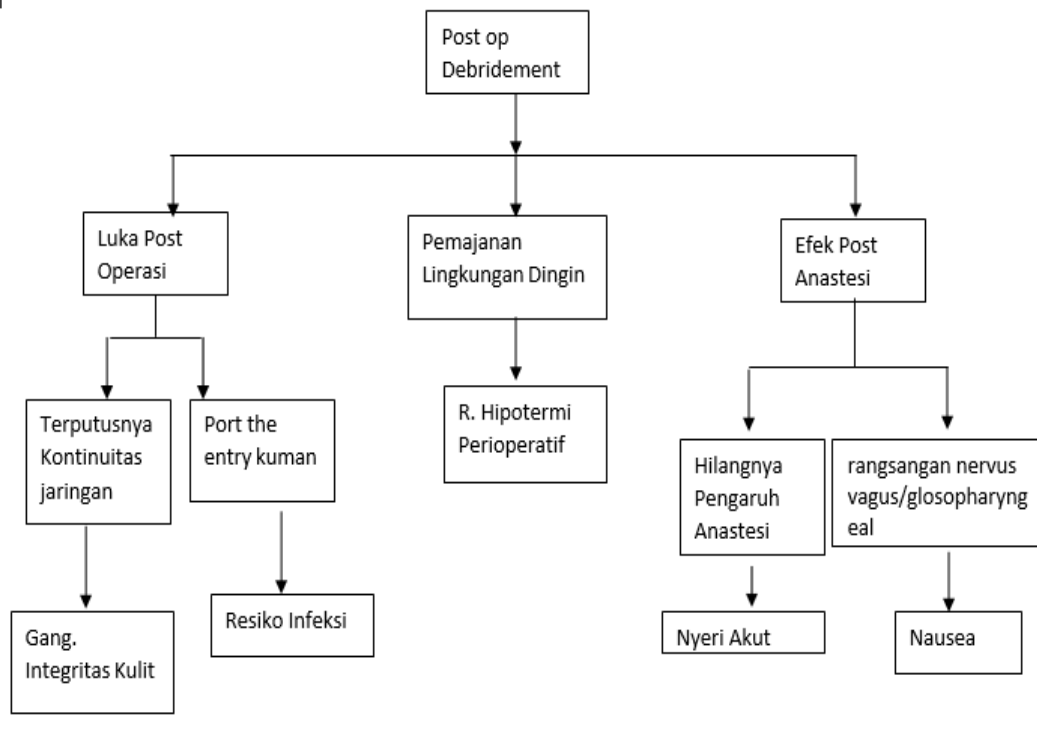 Post op
Debridement
Luka Post
Operasi
Pemajanan
Lingkungan Dingin
Efek Post
Anastesi
Terputusnya
Kontinuitas
jaringan
Port the
entry kuman
R. Hipotermi
Perioperatif
Hilangnya
Pengaruh
Anastesi
rangsangan nervus
vagus/glosopharyng
eal
Gang.
Integritas Kulit
Resiko Infeksi
Nyeri Akut
Nausea